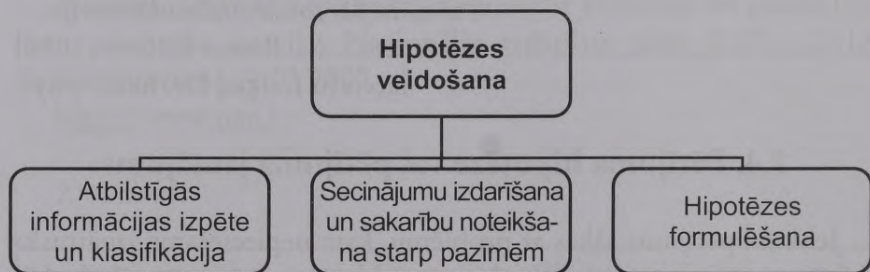 Hipotēzes
veidošana
Atbilstīgās
informācijas izpēte
un klasifikācija
Secinājumu izdarīšana
un sakarību noteikša-
na starp pazīmēm
Hipotēzes
formulēšana